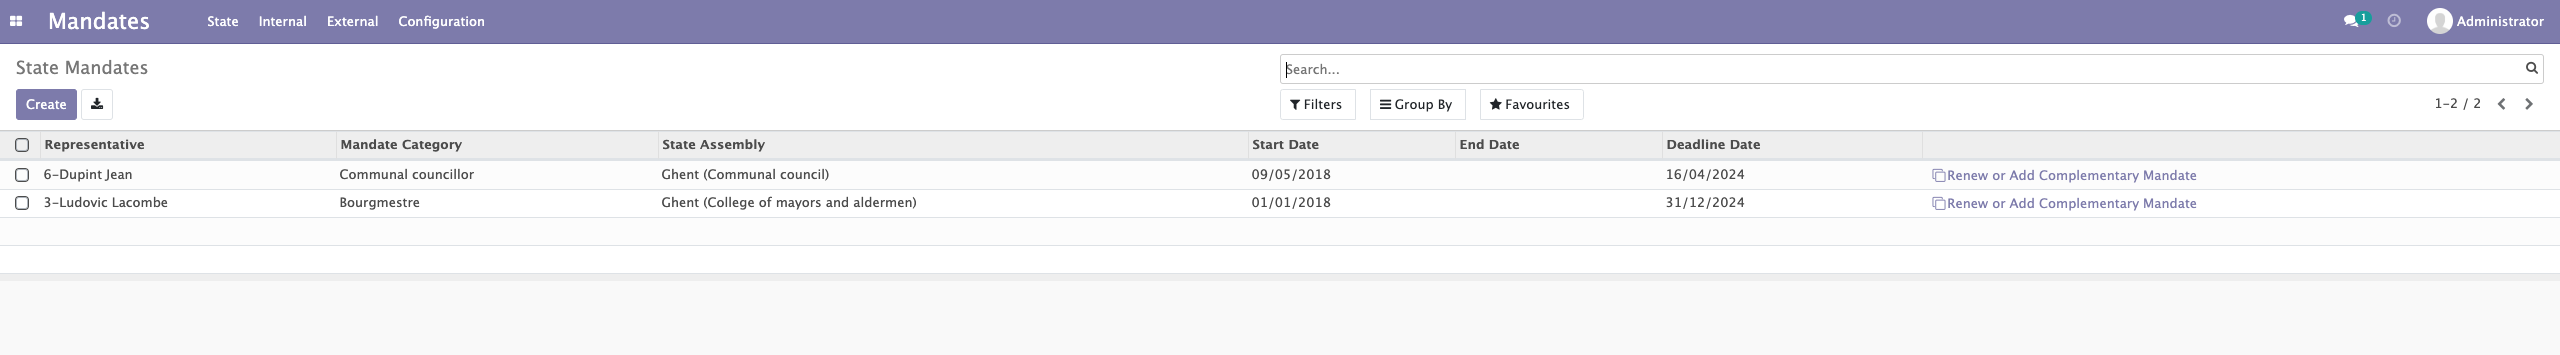 Mandates State Internal External Configuration 1 Administrator
State Mandates Search...
Create Filters Group By Favourites 1-2 / 2
Representative Mandate Category State Assembly Start Date End Date Deadline Date
6-Dupint Jean Communal councillor Ghent (Communal council) 09/05/2018 16/04/2024 Renew or Add Complementary Mandate
3-Ludovic Lacombe Bourgmestre Ghent (College of mayors and aldermen) 01/01/2018 31/12/2024 Renew or Add Complementary Mandate